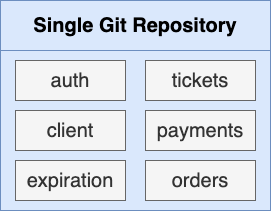 Single Git Repository
auth
tickets
client
payments
expiration
orders